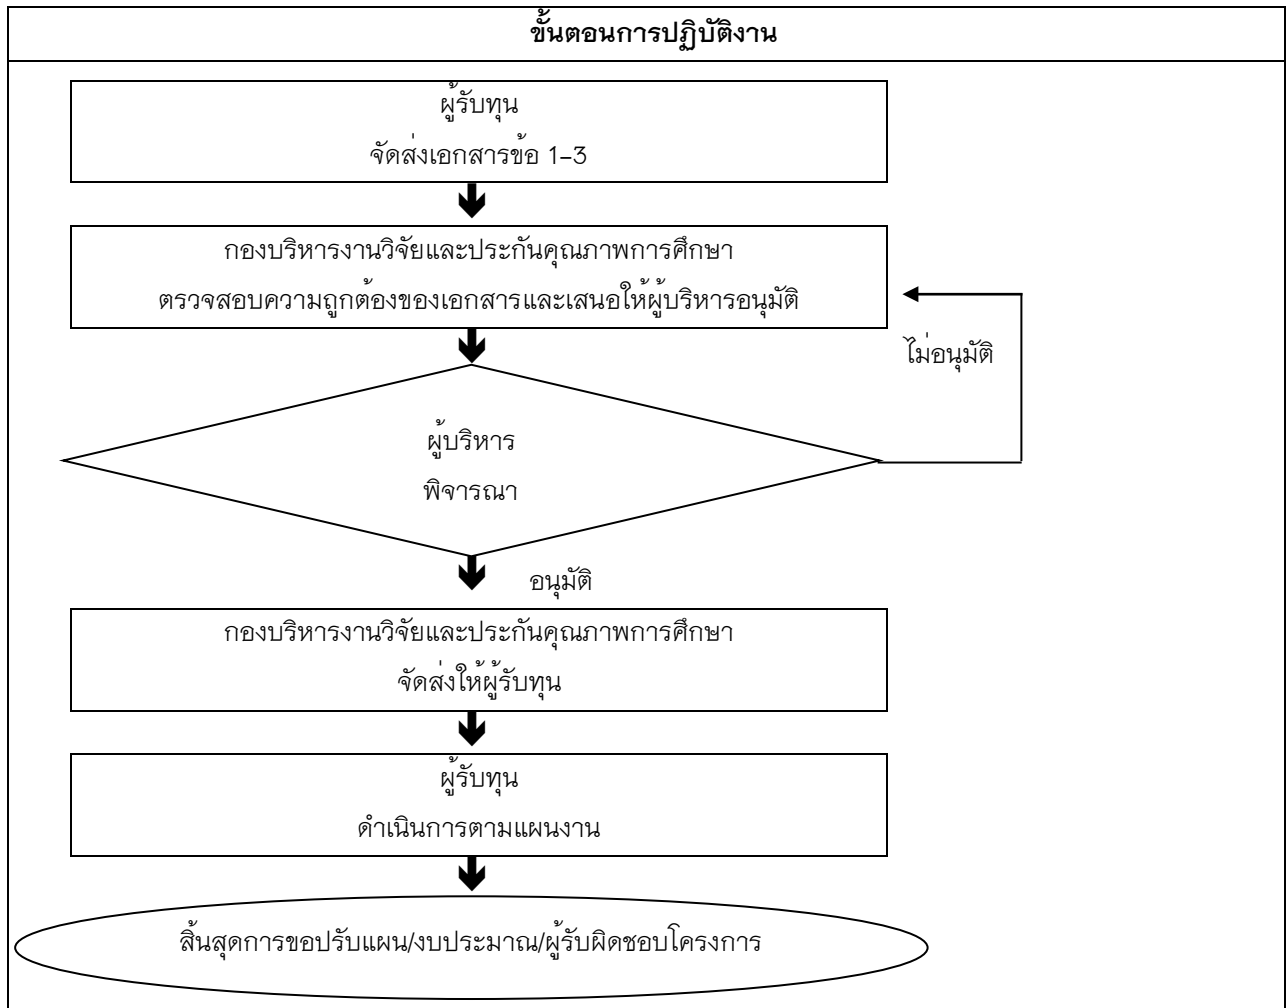 ขั้นตอนการปฏิบัติงาน
ผู้รับทุน
จัดส่งเอกสารข้อ 1-3
กองบริหารงานวิจัยและประกันคุณภาพการศึกษา
ตรวจสอบความถูกต้องของเอกสารและเสนอให้ผู้บริหารอนุมัติ
ไม่อนุมัติ
ผู้บริหาร
พิจารณา
อนุมัติ
กองบริหารงานวิจัยและประกันคุณภาพการศึกษา
จัดส่งให้ผู้รับทุน
ผู้รับทุน
ดำเนินการตามแผนงาน
สิ้นสุดการขอปรับแผน/งบประมาณ/ผู้รับผิดชอบโครงการ